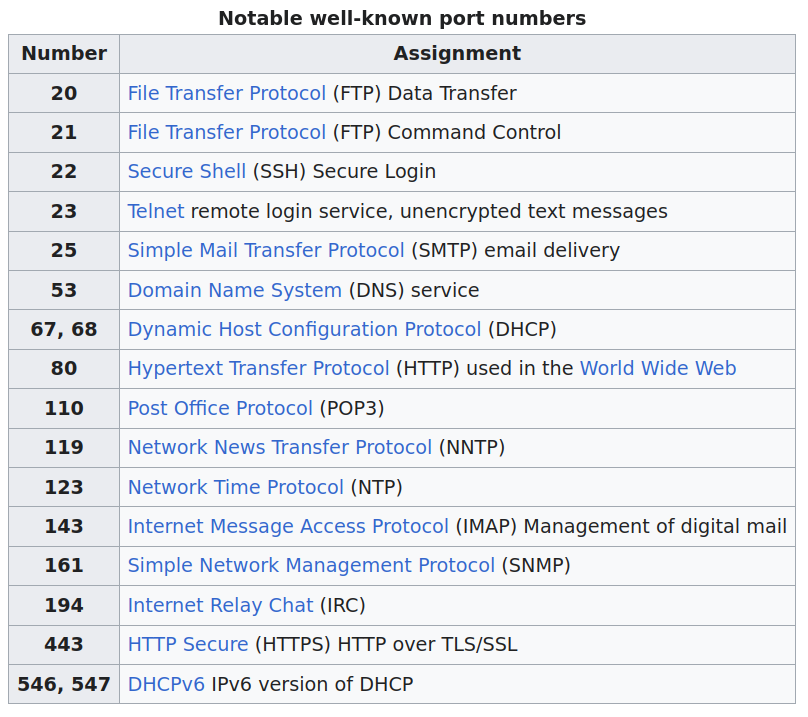 Notable well-known port numbers
Number Assignment
20 File Transfer Protocol (FTP) Data Transfer
21 File Transfer Protocol (FTP) Command Control
22 Secure Shell (SSH) Secure Login
23 Telnet remote login service, unencrypted text messages
25 Simple Mail Transfer Protocol (SMTP) email delivery
53 Domain Name System (DNS) service
67, 68 Dynamic Host Configuration Protocol (DHCP)
80 Hypertext Transfer Protocol (HTTP) used in the World Wide Web
110 Post Office Protocol (POP3)
119 Network News Transfer Protocol (NNTP)
123 Network Time Protocol (NTP)
143 Internet Message Access Protocol (IMAP) Management of digital mail
161 Simple Network Management Protocol (SNMP)
194 Internet Relay Chat (IRC)
443 HTTP Secure (HTTPS) HTTP over TLS/SSL
546, 547 DHCPv6 IPv6 version of DHCP